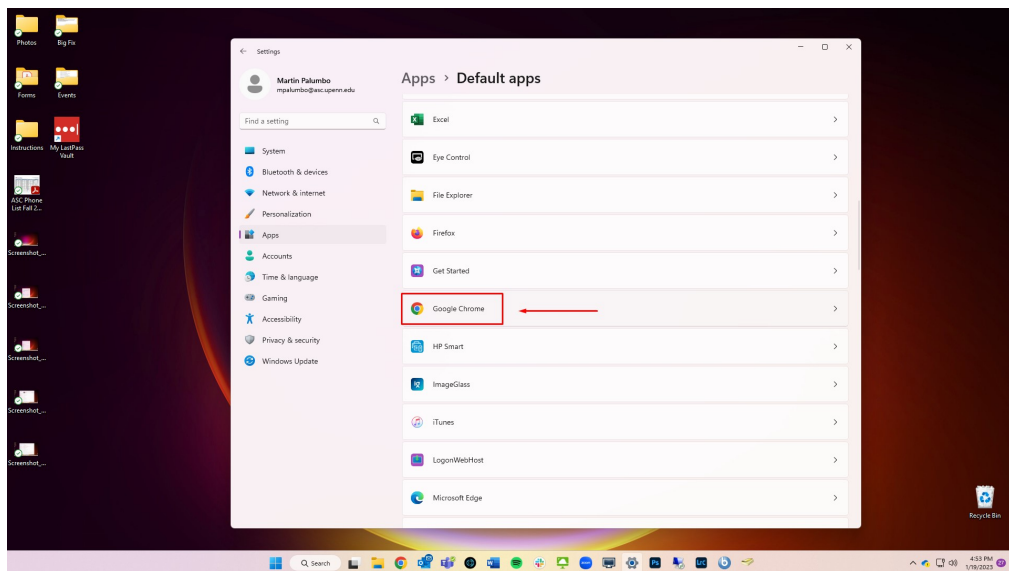 Photos
Big Fix
Forms
Events
Instructions
My LastPass
Vault
ASC Phone
List Fall 2...
Screenshot_...
Screenshot_...
Screenshot_...
Screenshot_...
Screenshot_...
Settings
Martin Palumbo
mpalumbo@asc.upenn.edu
Find a setting
System
Bluetooth & devices
Network & internet
Personalization
Apps
Accounts
Time & language
Gaming
Accessibility
Privacy & security
Windows Update
Apps > Default apps
Excel
Eye Control
File Explorer
Firefox
Get Started
Google Chrome
HP Smart
ImageGlass
iTunes
LogonWebHost
Microsoft Edge
Recycle Bin
Search
Ps
LrC
4:53 PM
1/19/2023
27